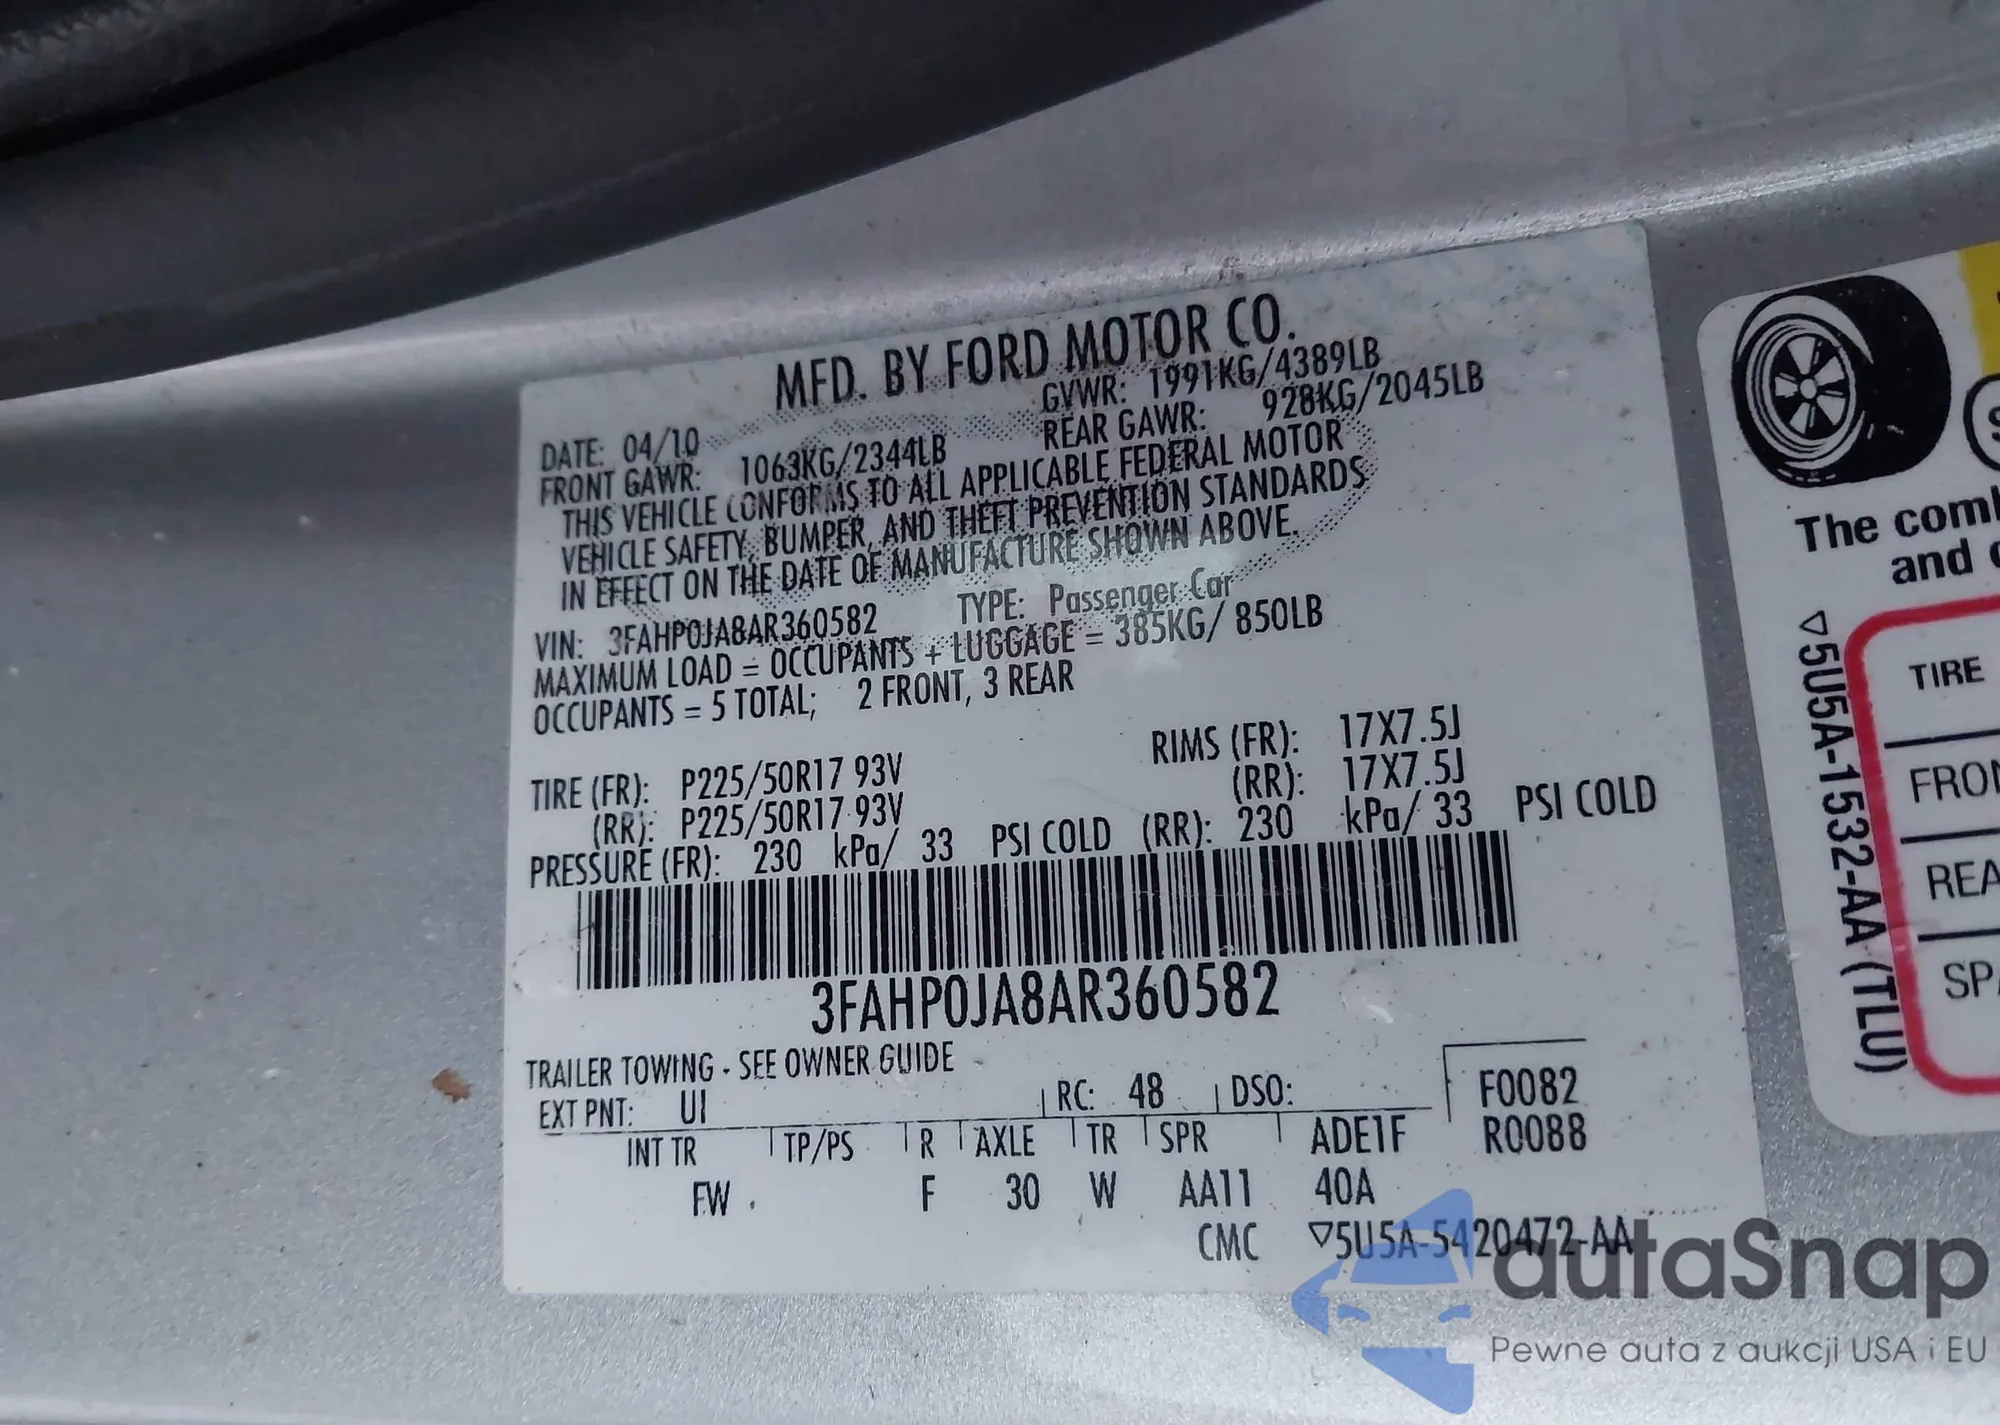 MFD. BY FORD MOTOR CO.
DATE: 04/10 GVWR: 1991KG/4389LB
FRONT GAWR: 1063KG/2344LB REAR GAWR: 928KG/2045LB
THIS VEHICLE CONFORMS TO ALL APPLICABLE FEDERAL MOTOR
VEHICLE SAFETY, BUMPER, AND THEFT PREVENTION STANDARDS
IN EFFECT ON THE DATE OF MANUFACTURE SHOWN ABOVE.
VIN: 3FAHP0JA8AR360582 TYPE: Passenger Car
MAXIMUM LOAD = OCCUPANTS + LUGGAGE = 385KG/ 850LB
OCCUPANTS = 5 TOTAL; 2 FRONT, 3 REAR
TIRE (FR): P225/50R17 93V RIMS (FR): 17X7.5J
(RR): P225/50R17 93V (RR): 17X7.5J
PRESSURE (FR): 230 kPa/ 33 PSI COLD (RR): 230 kPa/ 33 PSI COLD
3FAHP0JA8AR360582
TRAILER TOWING - SEE OWNER GUIDE
EXT PNT: UI RC: 48 DSO: F0082
INT TR TP/PS R AXLE TR SPR ADE1F R0088
FW F 30 W AA11 40A
CMC ▽5U5A-5420472-AA
The
and
▽5U5A-1532-AA (TLU)
TIRE
autaSnap
Pewne auta z aukcji USA i EU